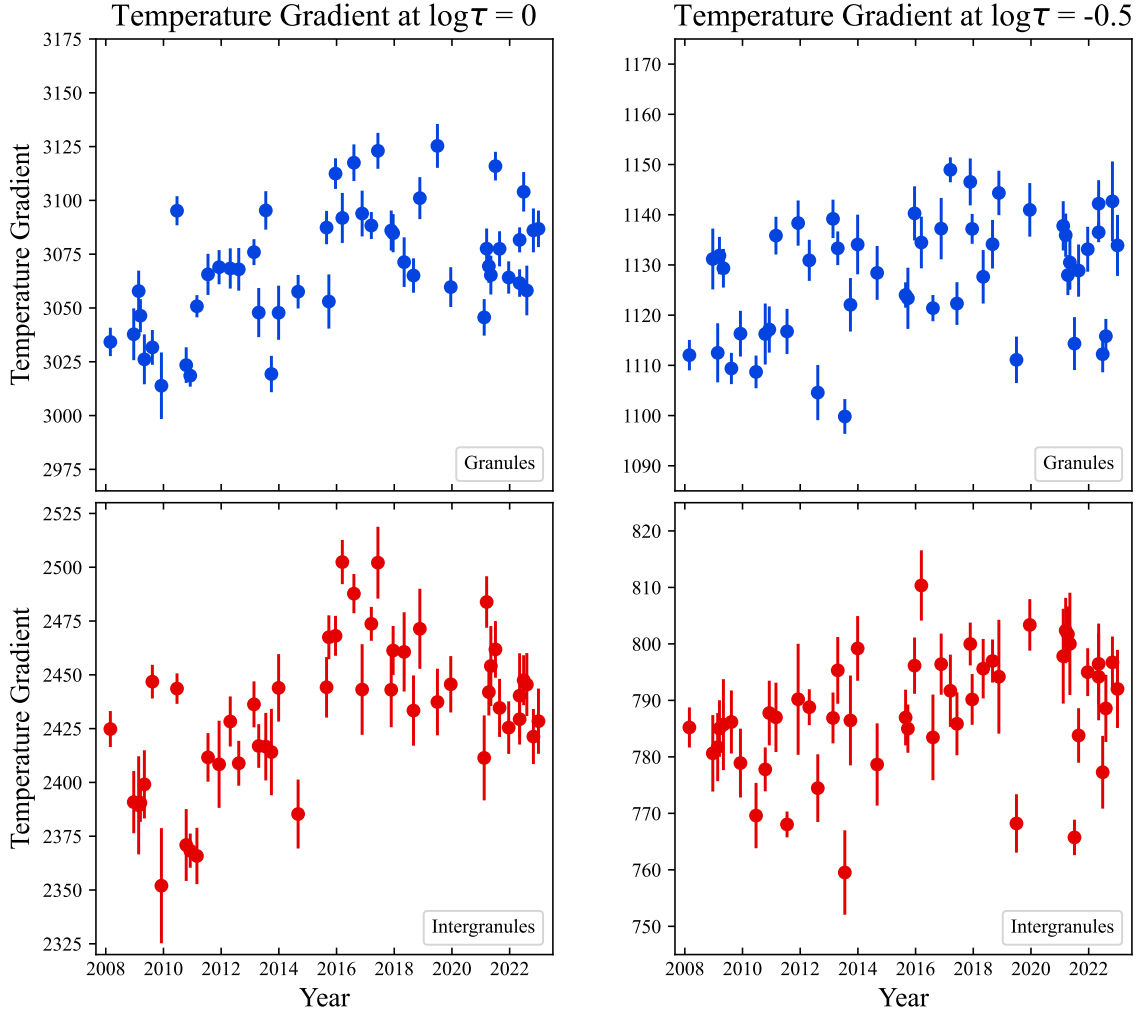 Temperature Gradient at logτ = 0
Temperature Gradient at logτ = -0.5
Temperature Gradient
3175
3150
3125
3100
3075
3050
3025
3000
2975
Granules
1170
1160
1150
1140
1130
1120
1110
1100
1090
Granules
Temperature Gradient
2525
2500
2475
2450
2425
2400
2375
2350
2325
Intergranules
2008 2010 2012 2014 2016 2018 2020 2022
Year
820
810
800
790
780
770
760
750
Intergranules
2008 2010 2012 2014 2016 2018 2020 2022
Year